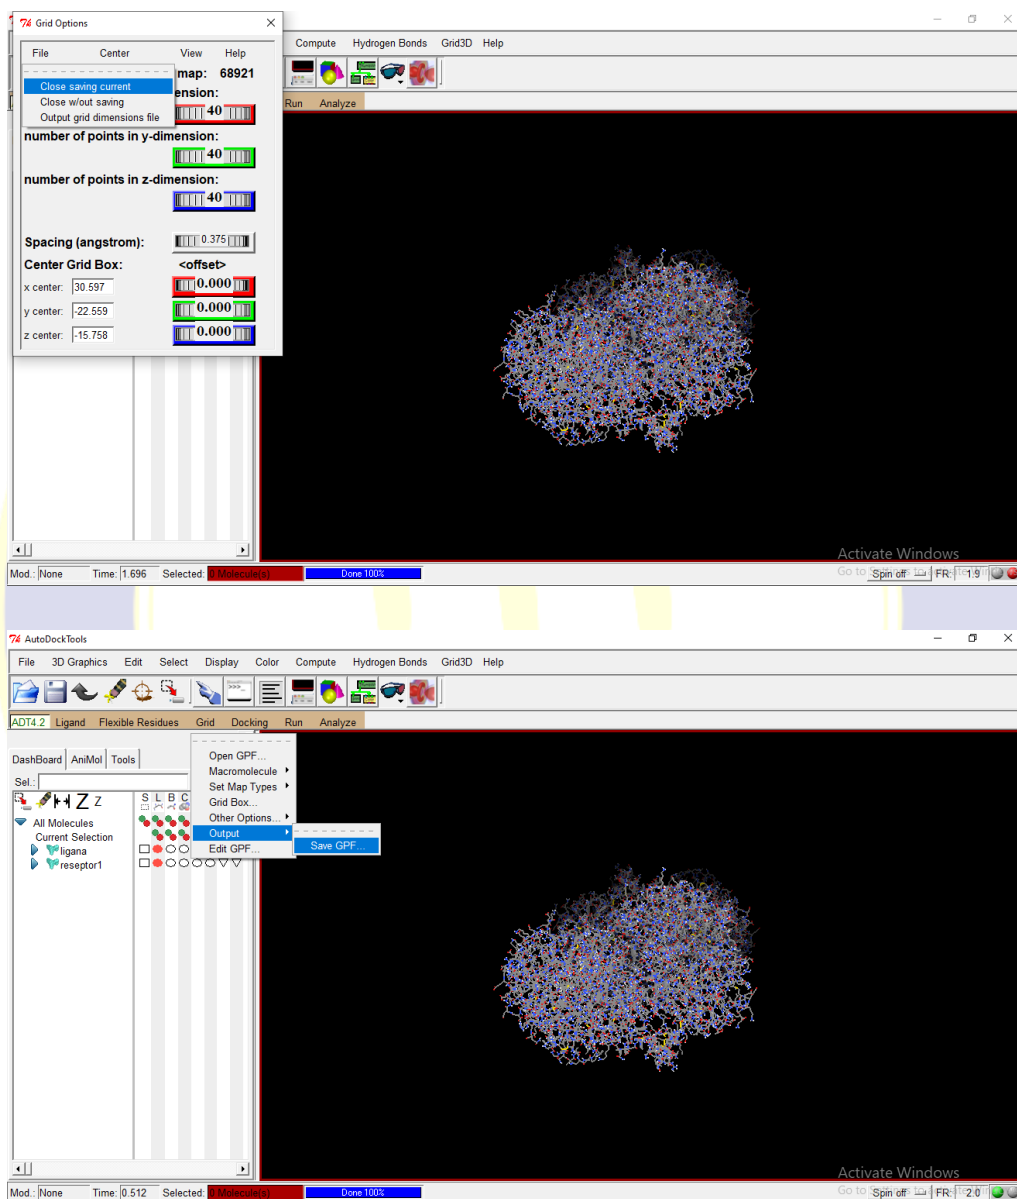 Grid Options
File Center View Help
Compute Hydrogen Bonds Grid3D Help
map: 68921
Close saving current
Close w/out saving
Output grid dimensions file
ension:
40
Run Analyze
number of points in y-dimension:
40
number of points in z-dimension:
40
Spacing (angstrom): 0.375
Center Grid Box: <offset>
x center: 30.597 0.000
y center: -22.559 0.000
z center: -15.758 0.000
Activate Windows
Mod.: None Time: 1.696 Selected: 0 Molecule(s) Done 100% Go to Spin off FR: 1.9
AutoDockTools
File 3D Graphics Edit Select Display Color Compute Hydrogen Bonds Grid3D Help
ADT4.2 Ligand Flexible Residues Grid Docking Run Analyze
DashBoard AniMol Tools
Open GPF...
Macromolecule
Sel.:
Set Map Types
Z Z S L B C
Grid Box...
All Molecules
Other Options...
Current Selection
Output
Save GPF...
ligana
Edit GPF...
reseptor1
Activate Windows
Mod.: None Time: 0.512 Selected: 0 Molecule(s) Done 100% Go to Spin off FR: 2.0